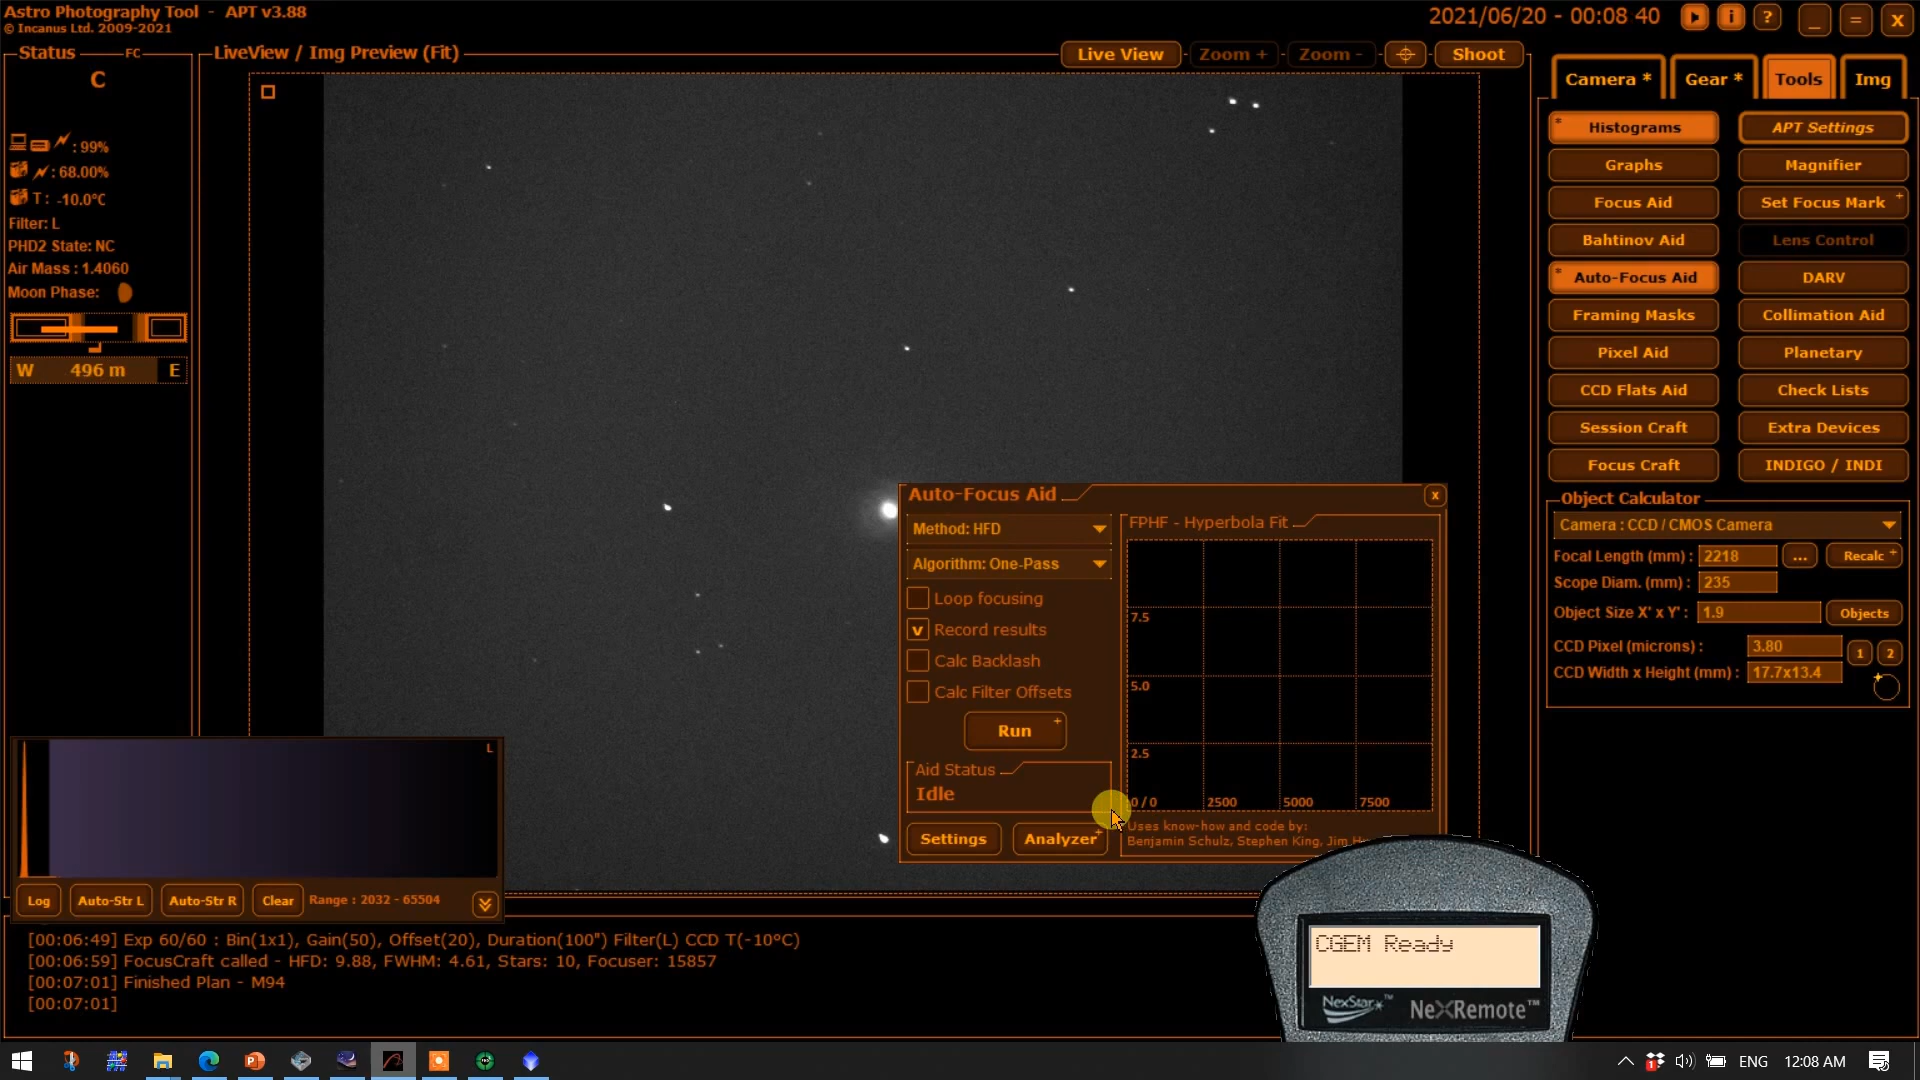 Astro Photography Tool - APT v3.88
© Incanus Ltd. 2009-2021
2021/06/20 - 00:08 40
i
?
_
=
X
Status
FC
C
: 99%
: 68.00%
T : -10.0°C
Filter: L
PHD2 State: NC
Air Mass : 1.4060
Moon Phase:
W 496 m E
LiveView / Img Preview (Fit)
Live View
Zoom +
Zoom -
Shoot
Camera *
Gear *
Tools
Img
* Histograms
APT Settings
Graphs
Magnifier
Focus Aid
Set Focus Mark +
Bahtinov Aid
Lens Control
* Auto-Focus Aid
DARV
Framing Masks
Collimation Aid
Pixel Aid
Planetary
CCD Flats Aid
Check Lists
Session Craft
Extra Devices
Focus Craft
INDIGO / INDI
Object Calculator
Camera : CCD / CMOS Camera
Focal Length (mm) : 2218 ... Recalc +
Scope Diam. (mm) : 235
Object Size X' x Y' : 1.9 Objects
CCD Pixel (microns) : 3.80 1 2
CCD Width x Height (mm) : 17.7x13.4
Auto-Focus Aid
x
Method: HFD
Algorithm: One-Pass
Loop focusing
v Record results
Calc Backlash
Calc Filter Offsets
Run +
Aid Status
Idle
Settings
Analyzer +
FPHF - Hyperbola Fit
7.5
5.0
2.5
0 / 0 2500 5000 7500
Uses know-how and code by:
Benjamin Schulz, Stephen King, Jim
L
Log
Auto-Str L
Auto-Str R
Clear
Range : 2032 - 65504
[00:06:49] Exp 60/60 : Bin(1x1), Gain(50), Offset(20), Duration(100") Filter(L) CCD T(-10°C)
[00:06:59] FocusCraft called - HFD: 9.88, FWHM: 4.61, Stars: 10, Focuser: 15857
[00:07:01] Finished Plan - M94
[00:07:01]
CGEM Ready
NexStar™ NeXRemote™
ENG
12:08 AM